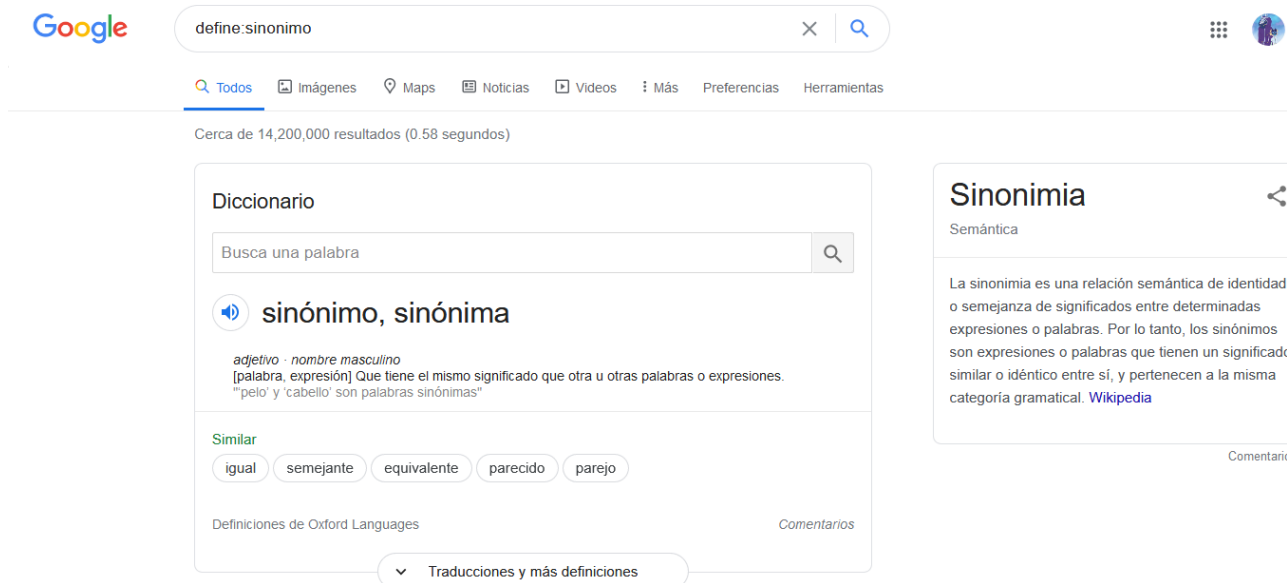 Google
define:sinonimo
Todos Imágenes Maps Noticias Videos Más Preferencias Herramientas
Cerca de 14,200,000 resultados (0.58 segundos)
Diccionario
Busca una palabra
sinónimo, sinónima
adjetivo · nombre masculino
[palabra, expresión] Que tiene el mismo significado que otra u otras palabras o expresiones.
"'pelo' y 'cabello' son palabras sinónimas"
Similar
igual semejante equivalente parecido parejo
Definiciones de Oxford Languages Comentarios
Traducciones y más definiciones
Sinonimia
Semántica
La sinonimia es una relación semántica de identidad
o semejanza de significados entre determinadas
expresiones o palabras. Por lo tanto, los sinónimos
son expresiones o palabras que tienen un significado
similar o idéntico entre sí, y pertenecen a la misma
categoría gramatical. Wikipedia
Comentario